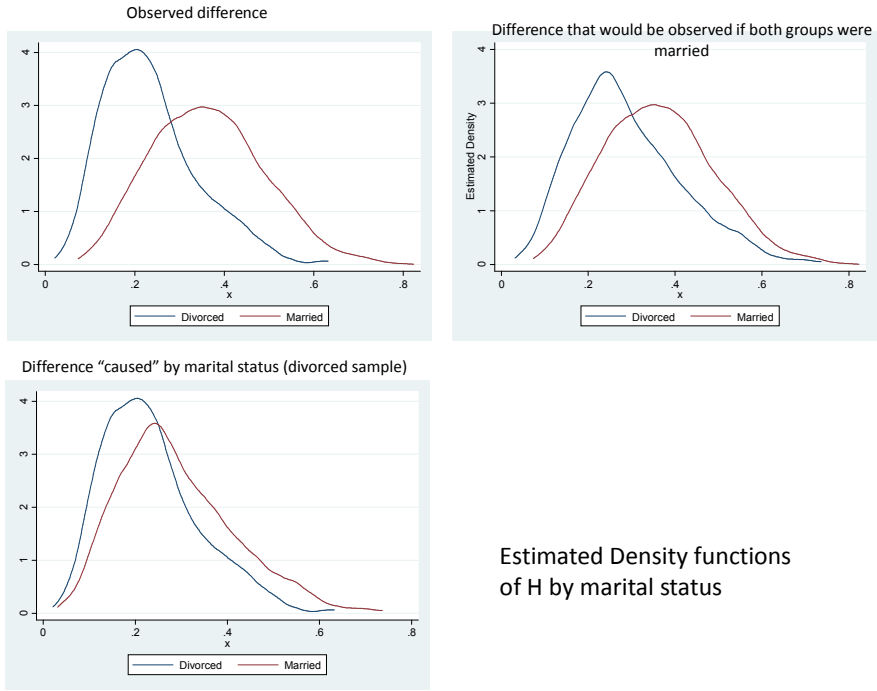 Observed difference
4
3
2
1
0
0 .2 .4 .6 .8
x
Divorced Married
Difference that would be observed if both groups were
married
Estimated Density
4
3
2
1
0
0 .2 .4 .6 .8
x
Divorced Married
Difference “caused” by marital status (divorced sample)
4
3
2
1
0
0 .2 .4 .6 .8
x
Divorced Married
Estimated Density functions
of H by marital status